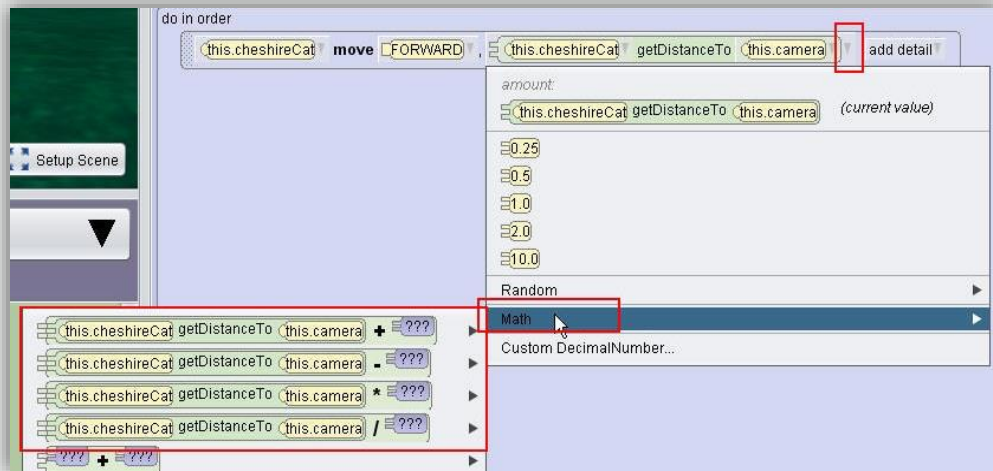 do in order
this.cheshireCat move FORWARD , this.cheshireCat getDistanceTo this.camera add detail
amount:
this.cheshireCat getDistanceTo this.camera (current value)
Setup Scene
0.25
0.5
1.0
2.0
10.0
Random
Math
Custom DecimalNumber...
this.cheshireCat getDistanceTo this.camera + ???
this.cheshireCat getDistanceTo this.camera - ???
this.cheshireCat getDistanceTo this.camera * ???
this.cheshireCat getDistanceTo this.camera / ???
??? + ???